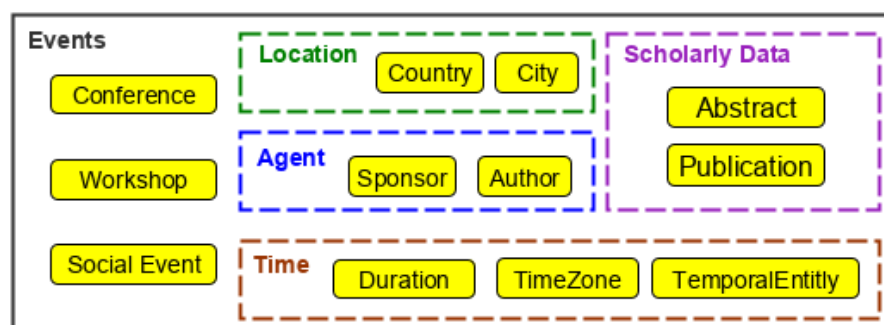 Events
Conference
Workshop
Social Event
Location
Country
City
Agent
Sponsor
Author
Scholarly Data
Abstract
Publication
Time
Duration
TimeZone
TemporalEntitly